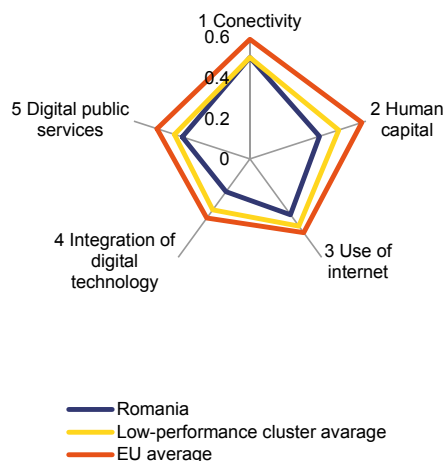 1 Conectivity
0.6
0.4
0.2
0
2 Human
capital
3 Use of
internet
4 Integration of
digital
technology
5 Digital public
services
Romania
Low-performance cluster avarage
EU average